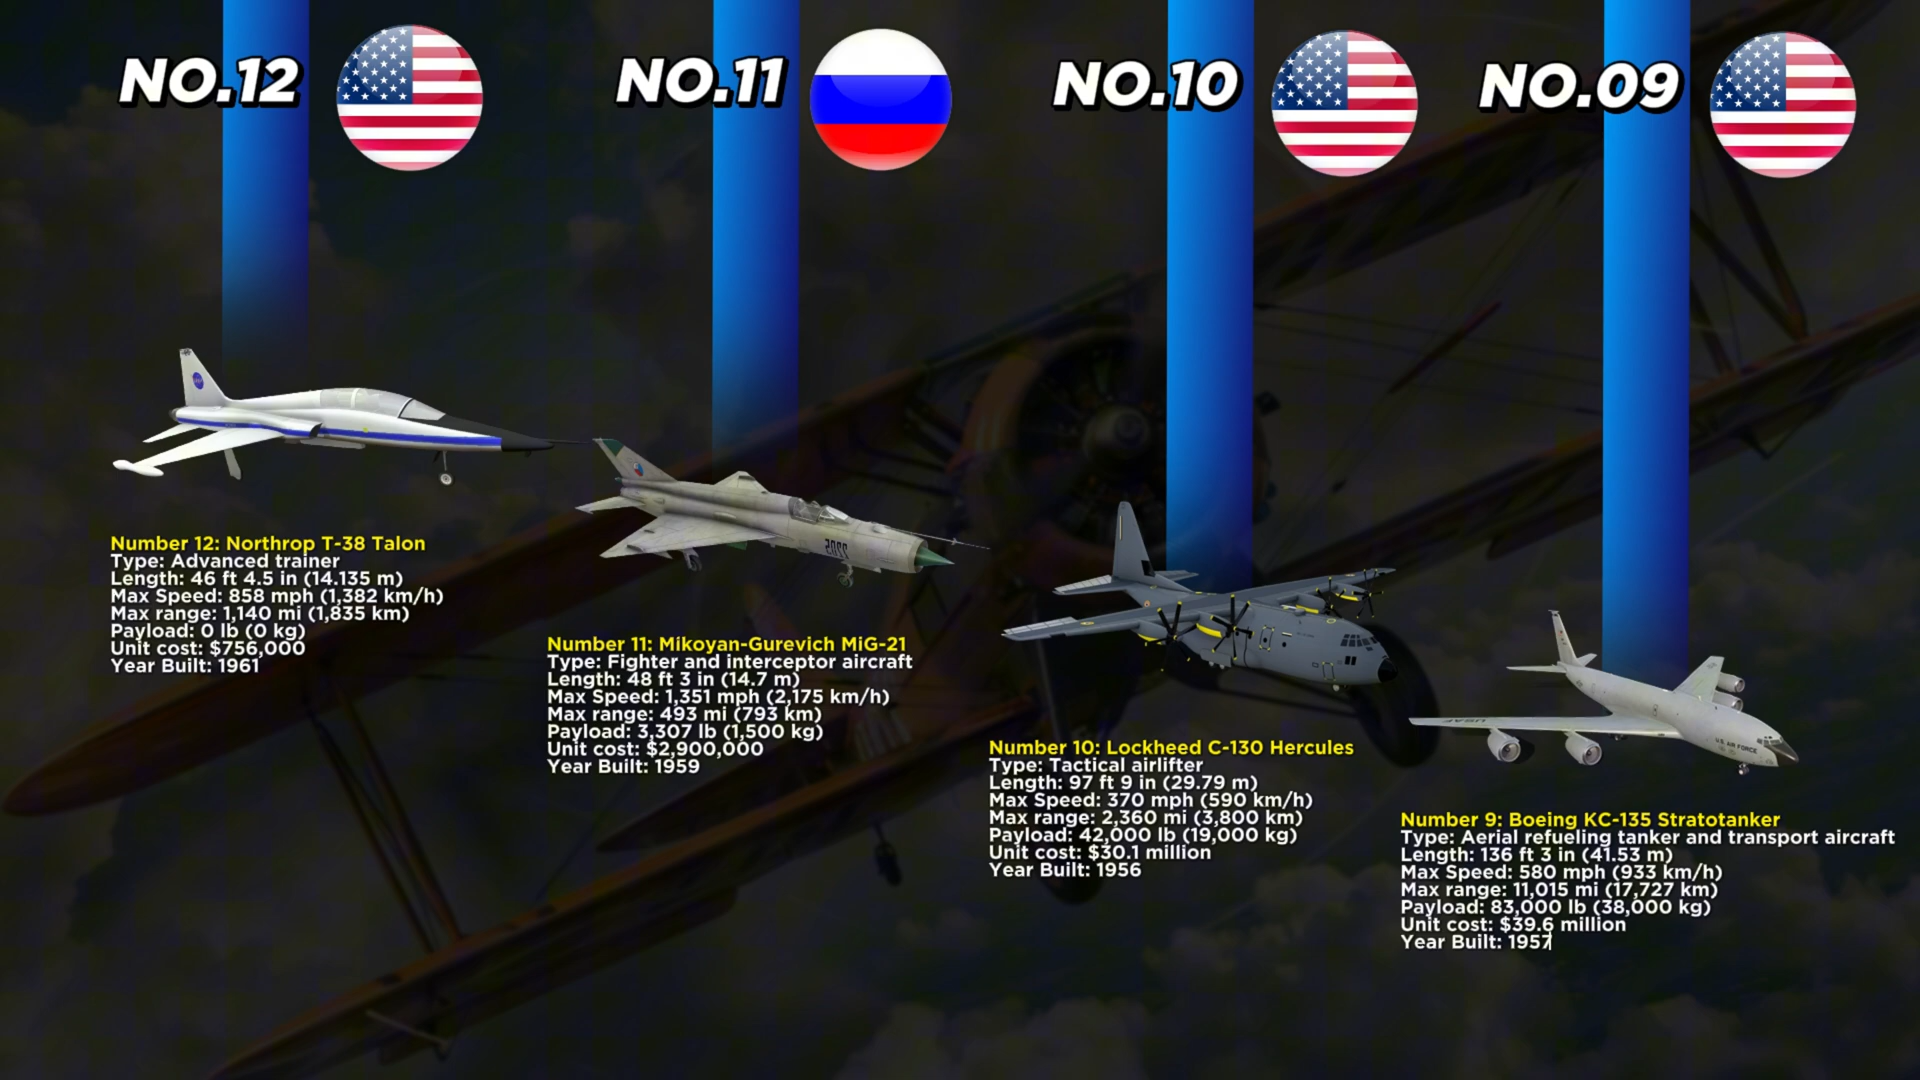 NO.12
NO.11
NO.10
NO.09
Number 12: Northrop T-38 Talon
Type: Advanced trainer
Length: 46 ft 4.5 in (14.135 m)
Max Speed: 858 mph (1,382 km/h)
Max range: 1,140 mi (1,835 km)
Payload: 0 lb (0 kg)
Unit cost: $756,000
Year Built: 1961
Number 11: Mikoyan-Gurevich MiG-21
Type: Fighter and interceptor aircraft
Length: 48 ft 3 in (14.7 m)
Max Speed: 1,351 mph (2,175 km/h)
Max range: 493 mi (793 km)
Payload: 3,307 lb (1,500 kg)
Unit cost: $2,900,000
Year Built: 1959
Number 10: Lockheed C-130 Hercules
Type: Tactical airlifter
Length: 97 ft 9 in (29.79 m)
Max Speed: 370 mph (590 km/h)
Max range: 2,360 mi (3,800 km)
Payload: 42,000 lb (19,000 kg)
Unit cost: $30.1 million
Year Built: 1956
USAF
U.S. AIR FORCE
Number 9: Boeing KC-135 Stratotanker
Type: Aerial refueling tanker and transport aircraft
Length: 136 ft 3 in (41.53 m)
Max Speed: 580 mph (933 km/h)
Max range: 11,015 mi (17,727 km)
Payload: 83,000 lb (38,000 kg)
Unit cost: $39.6 million
Year Built: 1957